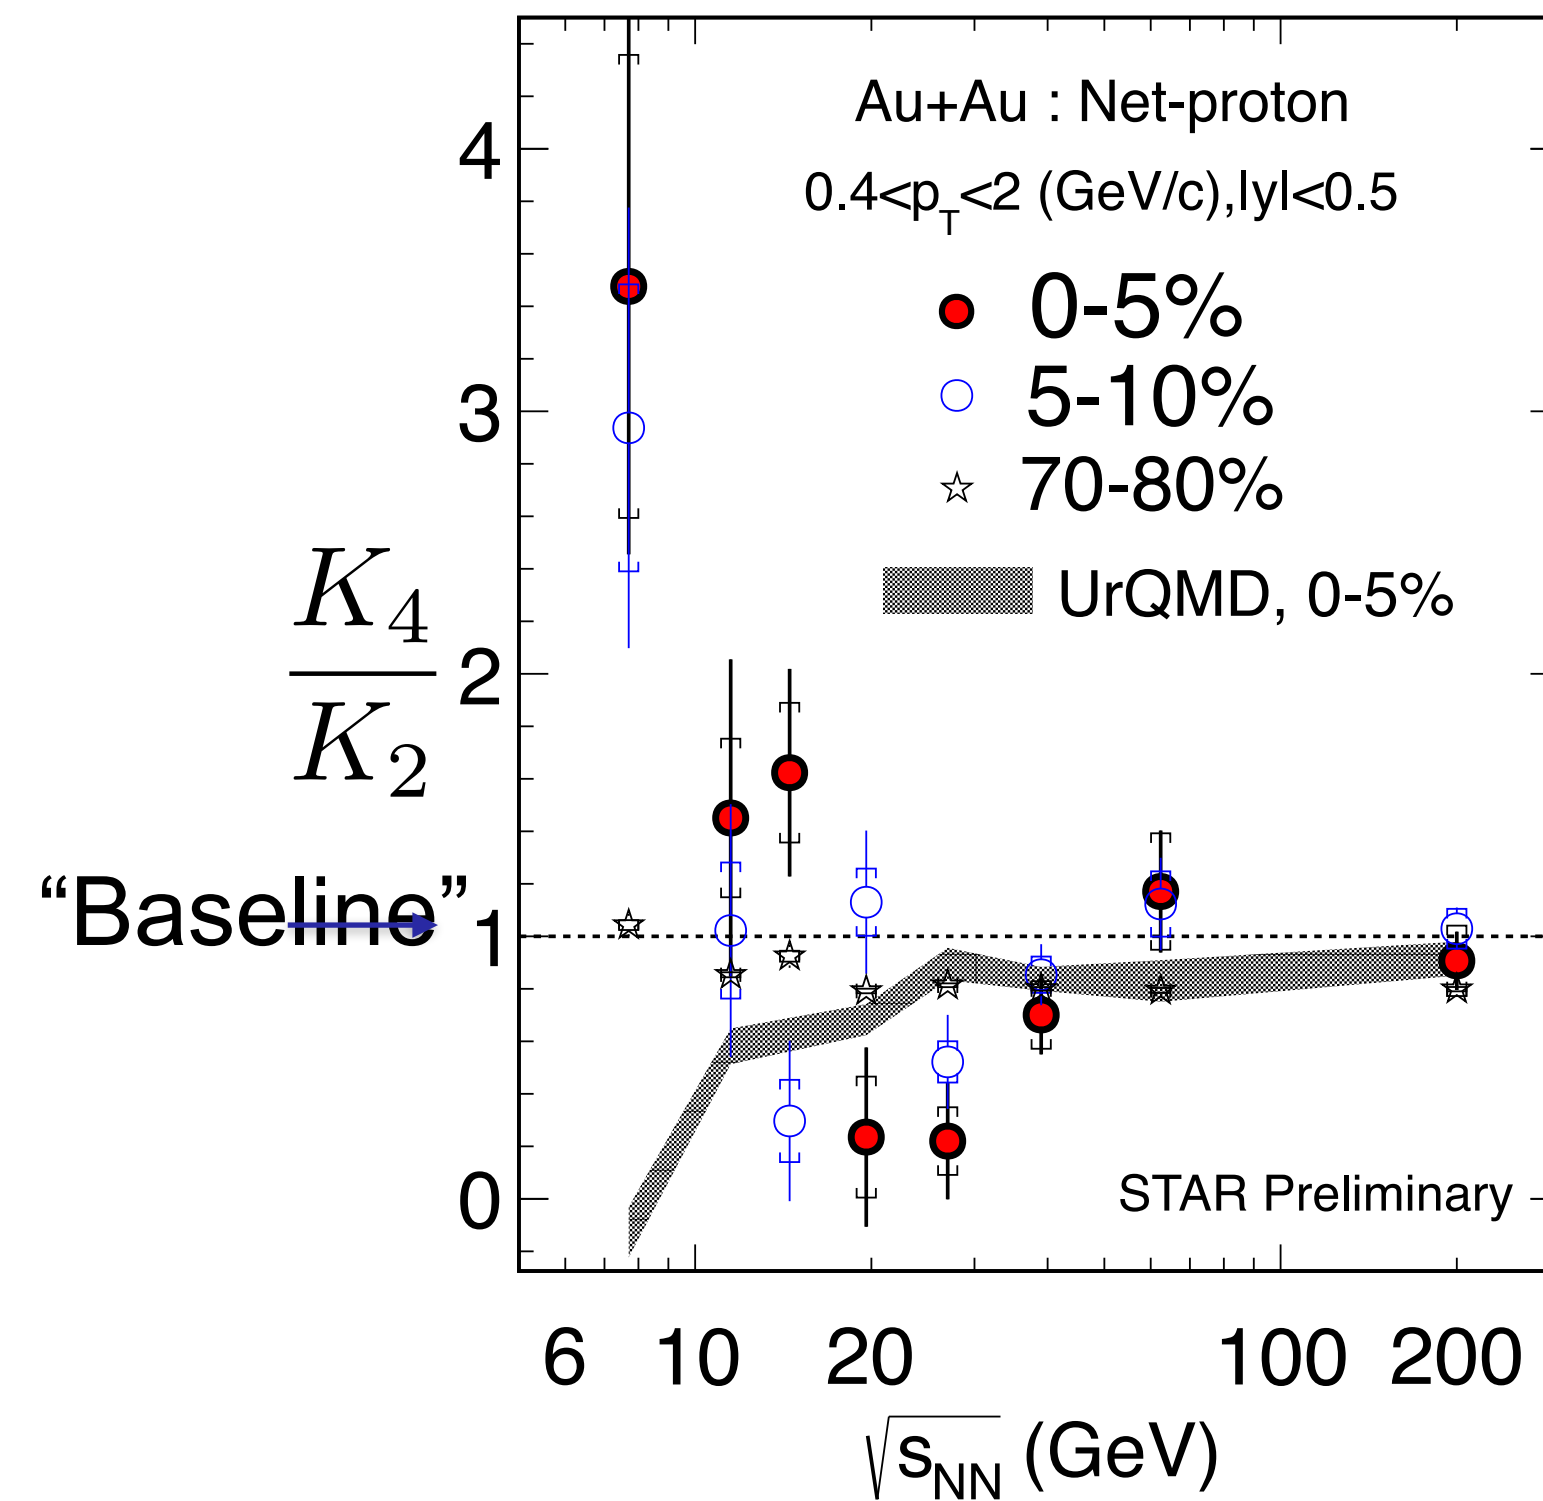 Au+Au : Net-proton
0.4<p_T<2 (GeV/c),|y|<0.5
0-5%
5-10%
70-80%
UrQMD, 0-5%
4
3
2
1
0
K_4
K_2
“Baseline”
STAR Preliminary
6 10 20 100 200
√s_NN (GeV)